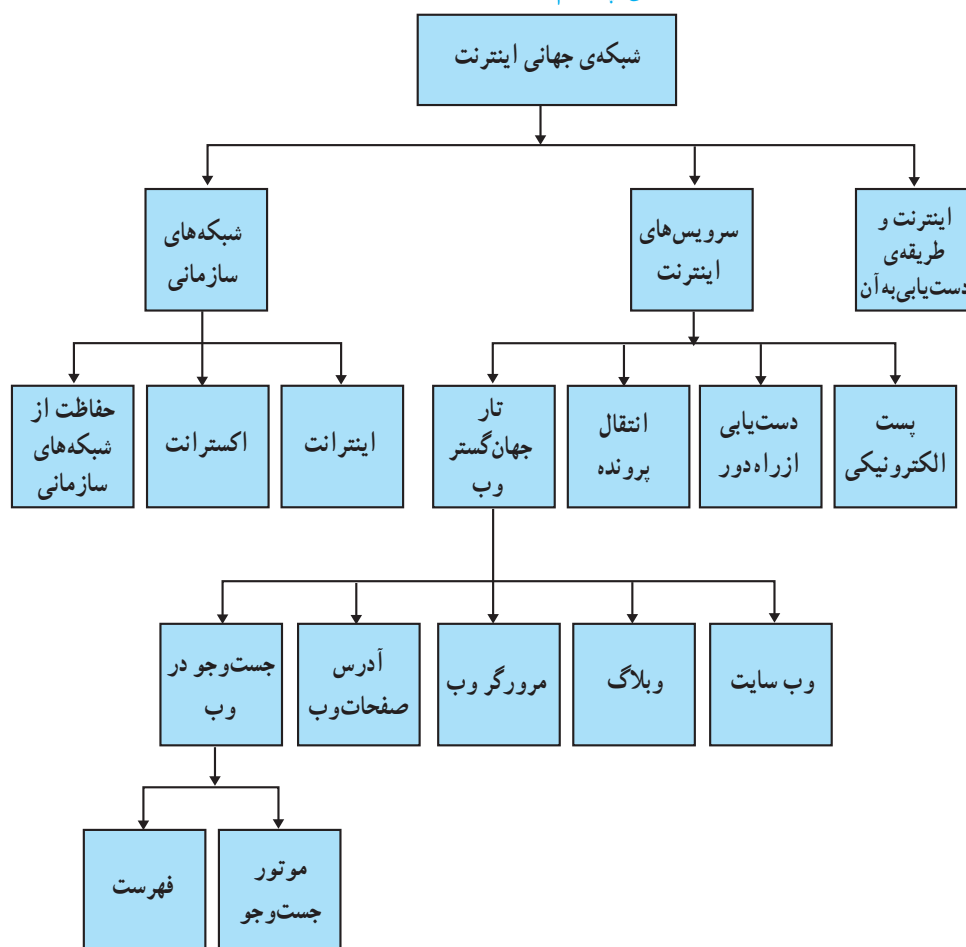 شبکه‌ی جهانی اینترنت
اینترنت و
طریقه‌ی
دست‌یابی به آن
سرویس‌های
اینترنت
شبکه‌های
سازمانی
پست
الکترونیکی
دست‌یابی
از راه دور
انتقال
پرونده
تار
جهان‌گستر
وب
اینترانت
اکسترانت
حفاظت از
شبکه‌های
سازمانی
وب سایت
وبلاگ
مرورگر وب
آدرس
صفحات وب
جست‌وجو در
وب
موتور
جست‌وجو
فهرست